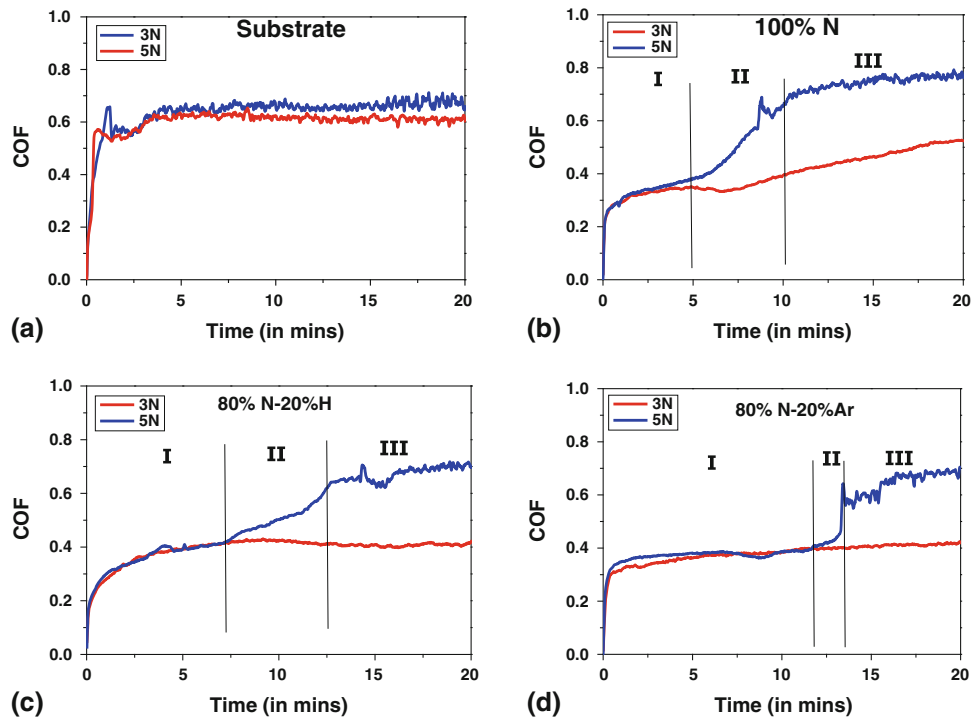 Substrate
3N
5N
COF
1.0
0.8
0.6
0.4
0.2
0.0
0
5
10
15
20
Time (in mins)
(a)
100% N
3N
5N
I
II
III
COF
1.0
0.8
0.6
0.4
0.2
0.0
0
5
10
15
20
Time (in mins)
(b)
80% N-20%H
3N
5N
I
II
III
COF
1.0
0.8
0.6
0.4
0.2
0.0
0
5
10
15
20
Time (in mins)
(c)
80% N-20%Ar
3N
5N
I
II
III
COF
1.0
0.8
0.6
0.4
0.2
0.0
0
5
10
15
20
Time (in mins)
(d)